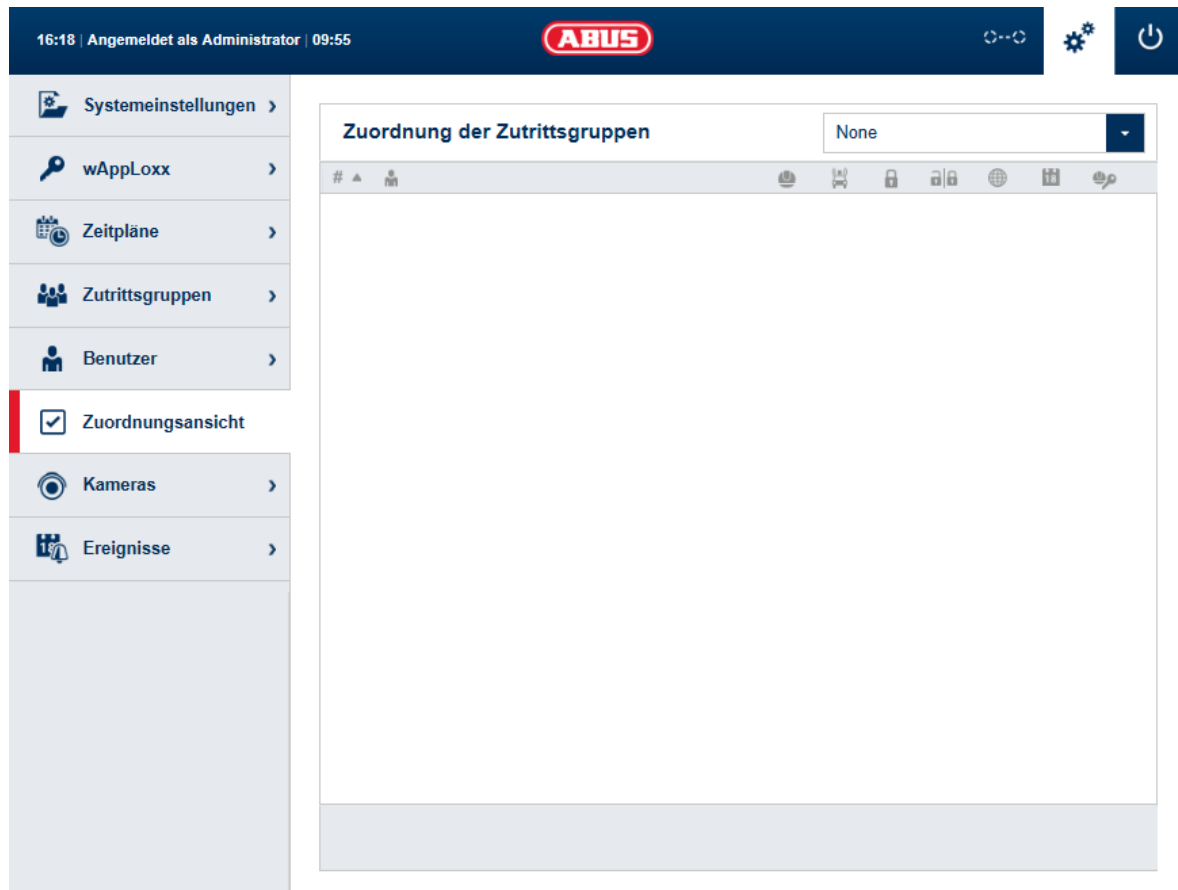 16:18 | Angemeldet als Administrator | 09:55
ABUS
Systemeinstellungen
wAppLoxx
Zeitpläne
Zutrittsgruppen
Benutzer
Zuordnungsansicht
Kameras
Ereignisse
Zuordnung der Zutrittsgruppen
None
#
18